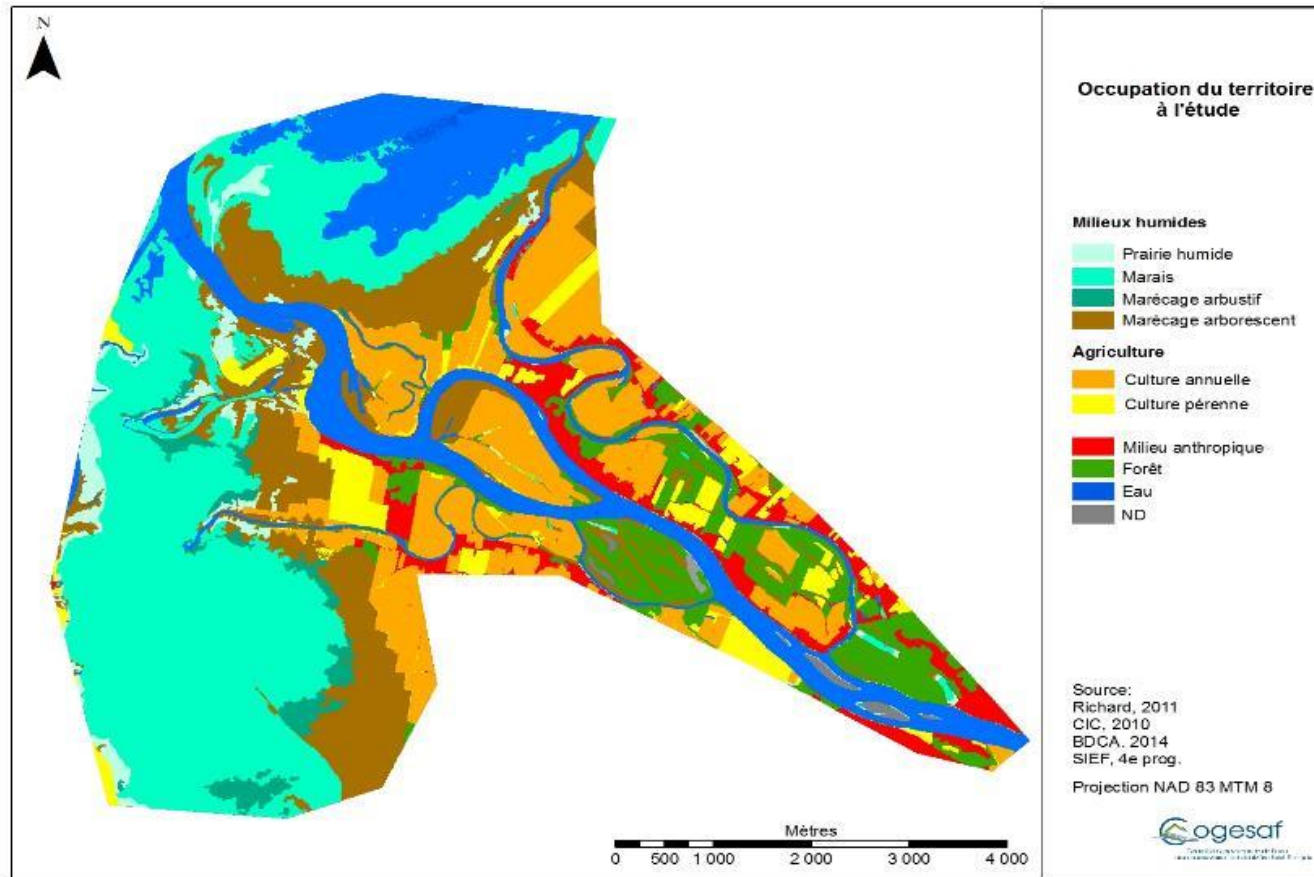 N
Occupation du territoire
à l'étude
Milieux humides
Prairie humide
Marais
Marécage arbustif
Marécage arborescent
Agriculture
Culture annuelle
Culture pérenne
Milieu anthropique
Forêt
Eau
ND
Source:
Richard, 2011
CIC, 2010
BDCA. 2014
SIEF, 4e prog.
Projection NAD 83 MTM 8
Cogesaf
Mètres
0 500 1 000 2 000 3 000 4 000